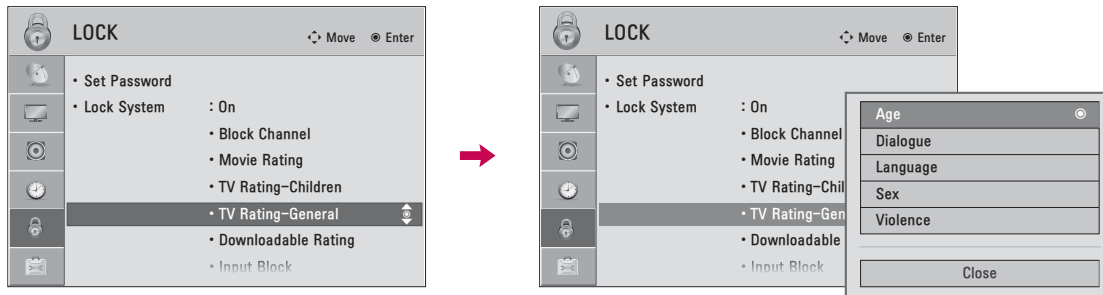 LOCK
Move Enter
• Set Password
• Lock System : On
• Block Channel
• Movie Rating
• TV Rating-Children
• TV Rating-General
• Downloadable Rating
• Input Block
LOCK
Move Enter
• Set Password
• Lock System : On
• Block Channel
• Movie Rating
• TV Rating-Chil
• TV Rating-Gen
• Downloadable
• Input Block
Age
Dialogue
Language
Sex
Violence
Close